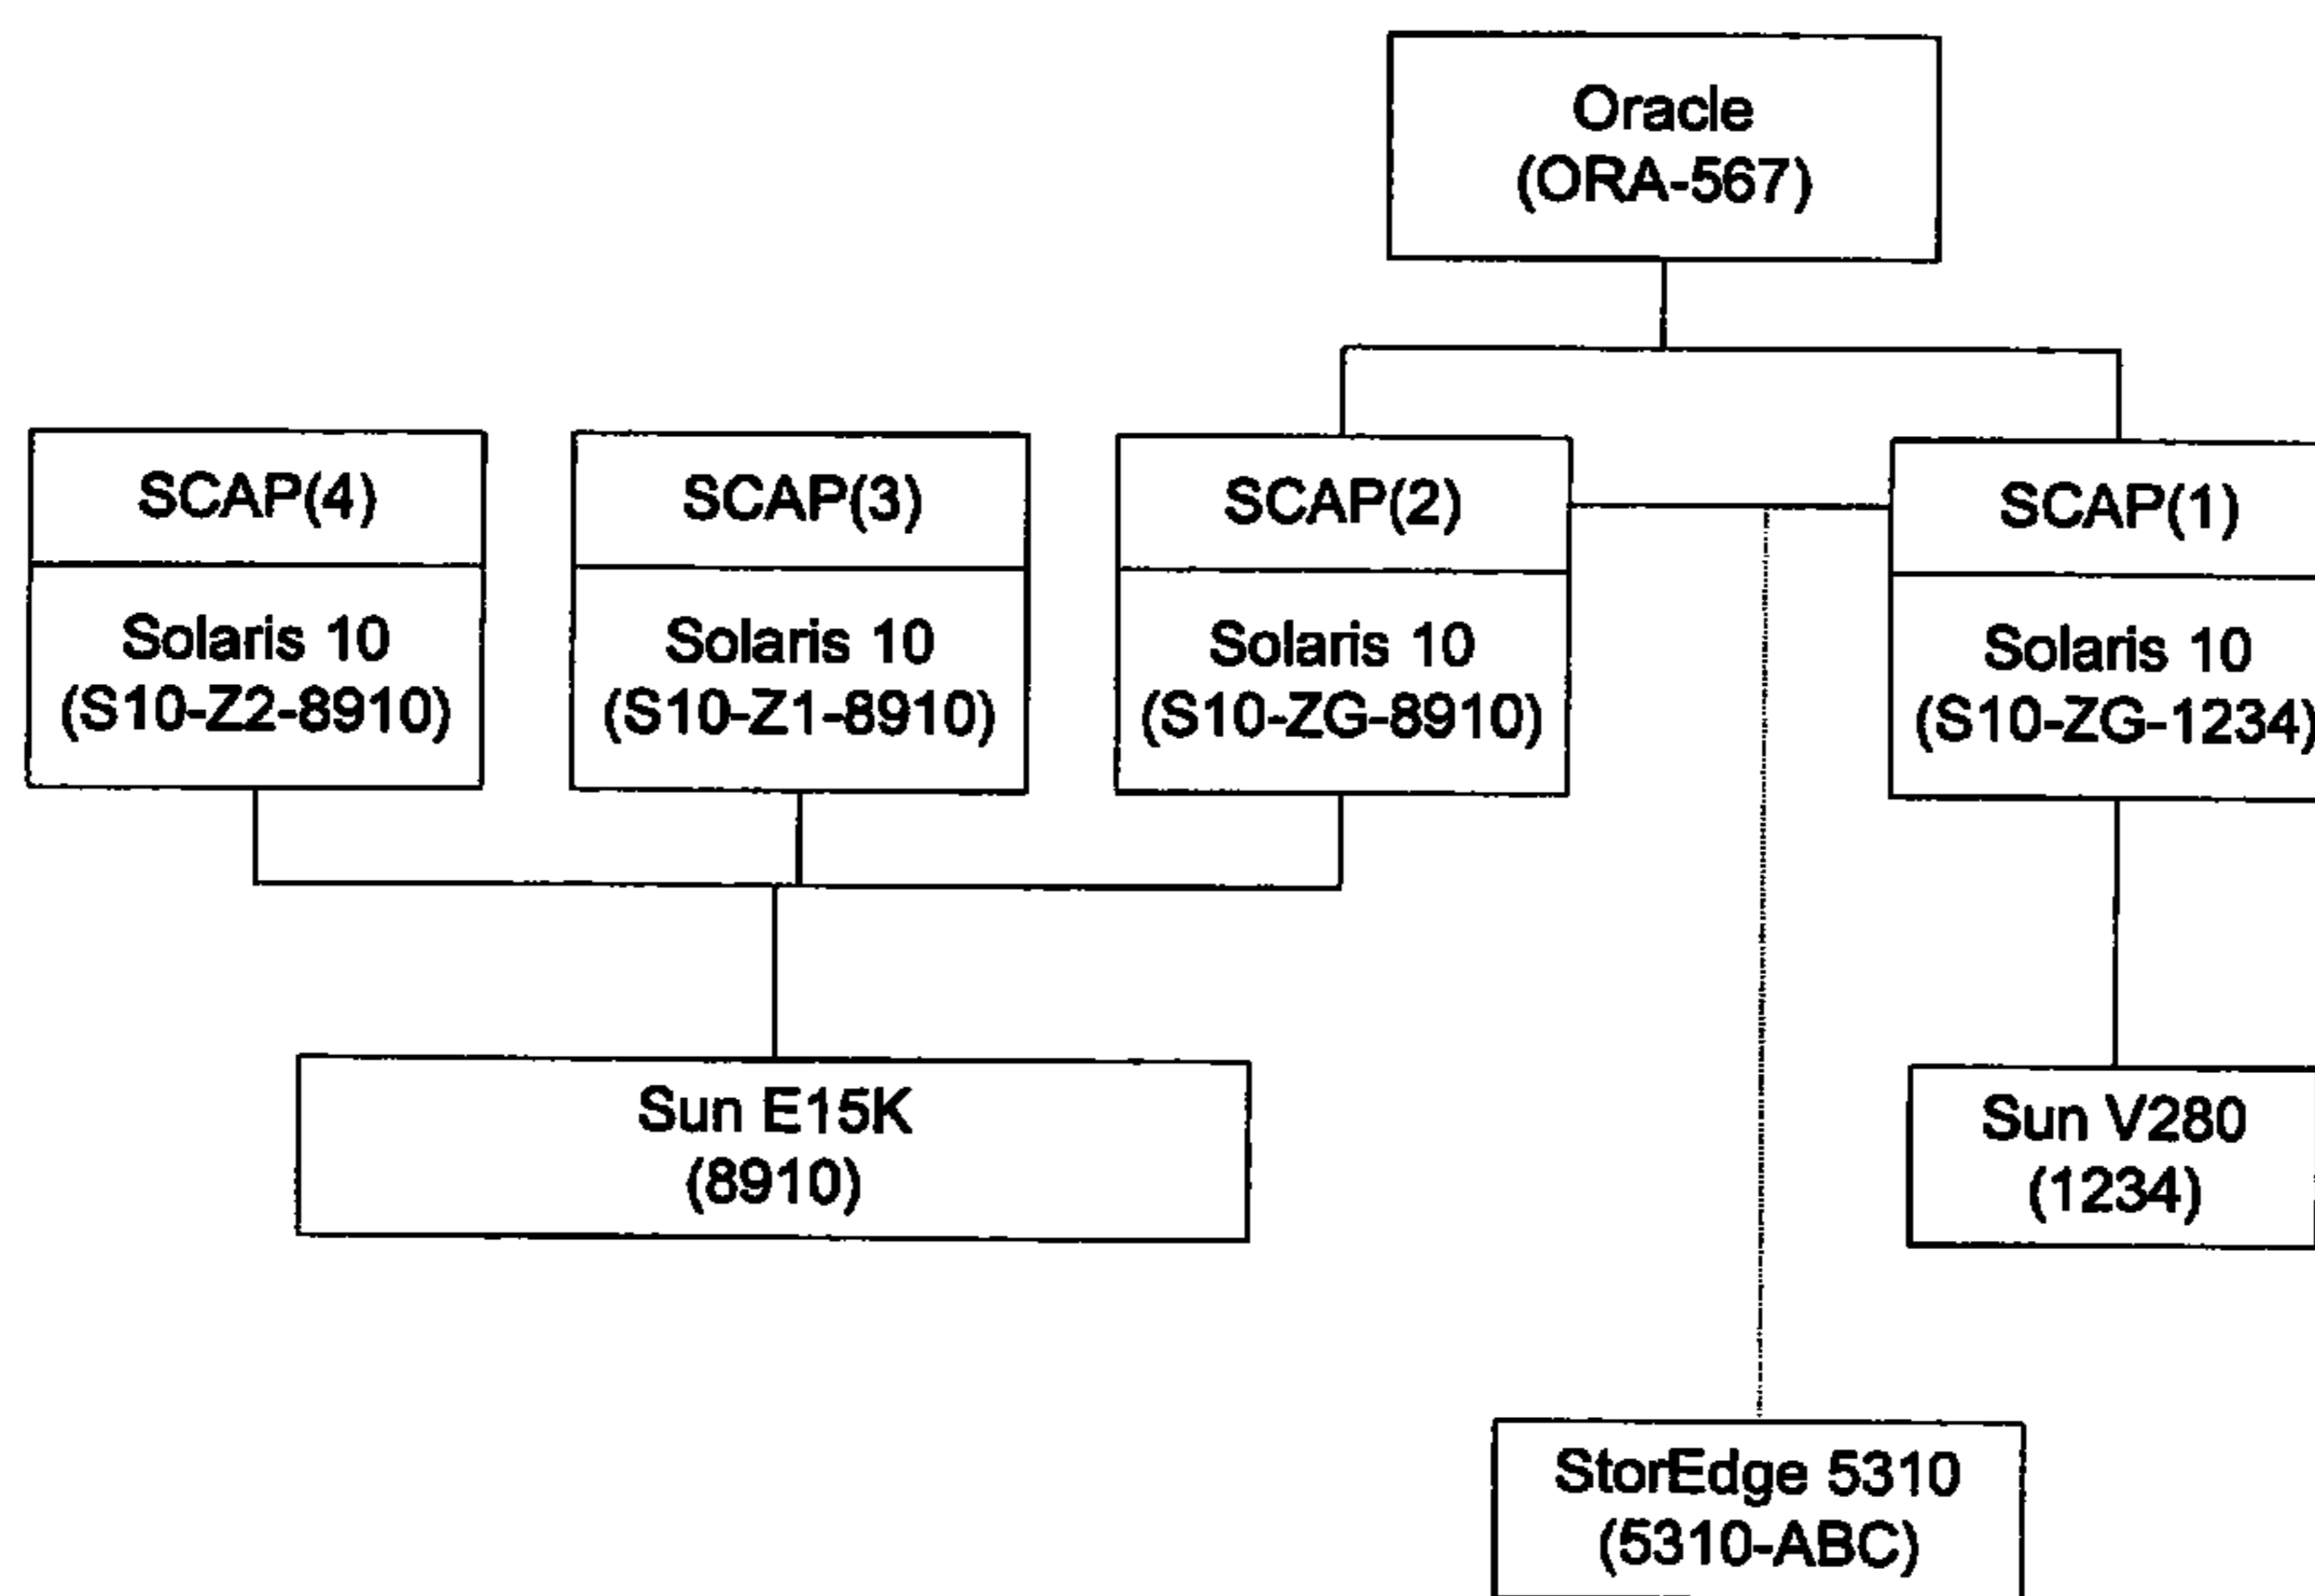 Oracle
(ORA-567)
SCAP(4)
Solaris 10
(S10-Z2-8910)
SCAP(3)
Solaris 10
(S10-Z1-8910)
SCAP(2)
Solaris 10
(S10-ZG-8910)
SCAP(1)
Solaris 10
(S10-ZG-1234)
Sun E15K
(8910)
Sun V280
(1234)
StorEdge 5310
(5310-ABC)